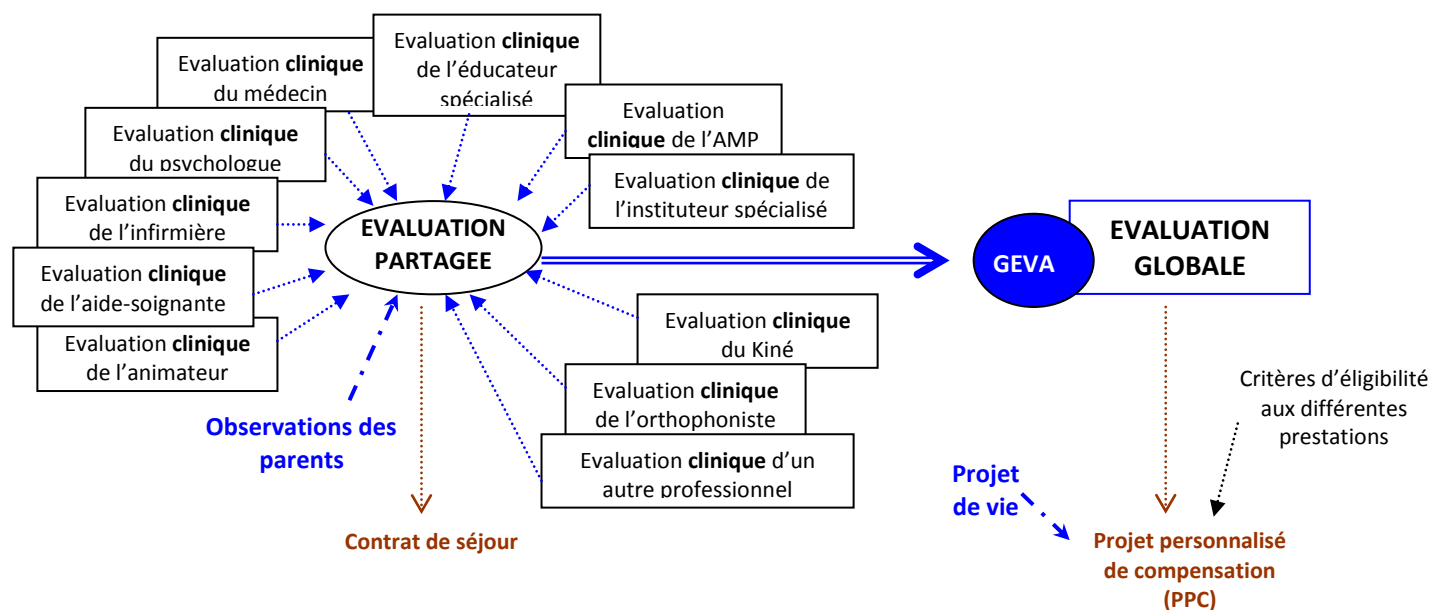 Evaluation clinique
du médecin
Evaluation clinique
de l’éducateur
spécialisé
Evaluation
clinique de l’AMP
Evaluation clinique
du psychologue
Evaluation clinique de
l’instituteur spécialisé
Evaluation clinique
de l’infirmière
EVALUATION
PARTAGEE
GEVA
EVALUATION
GLOBALE
Evaluation clinique
de l’aide-soignante
Evaluation clinique
de l’animateur
Evaluation clinique
du Kiné
Evaluation clinique
de l’orthophoniste
Evaluation clinique d’un
autre professionnel
Observations des
parents
Contrat de séjour
Critères d’éligibilité
aux différentes
prestations
Projet
de vie
Projet personnalisé
de compensation
(PPC)